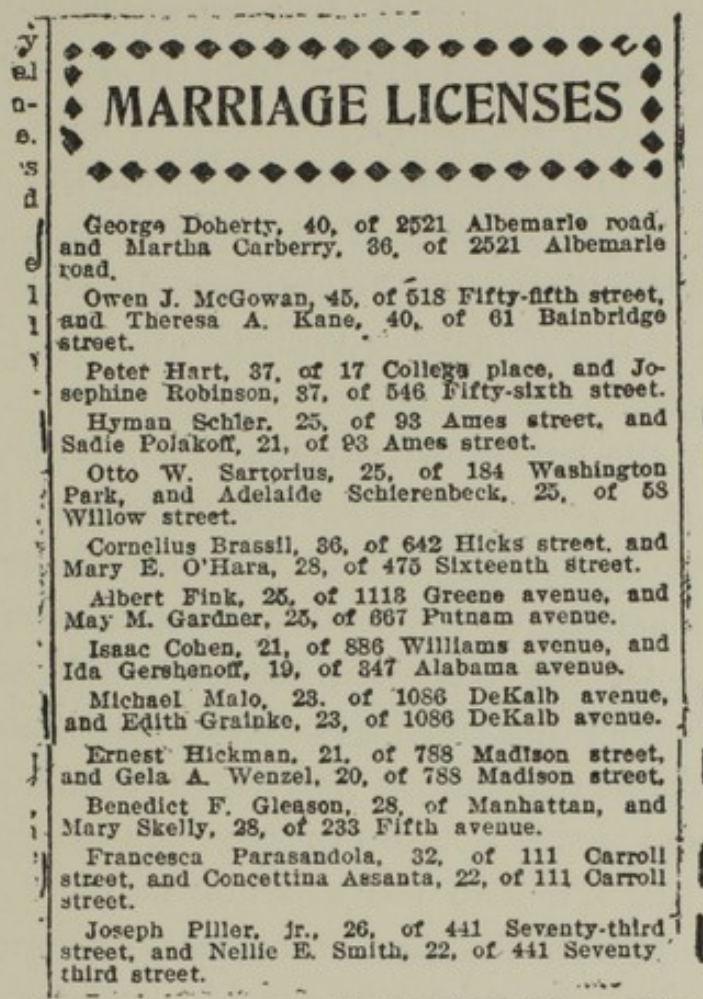 y
el
n-
e.
's
d
e
l
l
MARRIAGE LICENSES
George Doherty, 40, of 2521 Albemarle road,
and Martha Carberry, 36, of 2521 Albemarle
road.
Owen J. McGowan, 45, of 518 Fifty-fifth street,
and Theresa A. Kane, 40, of 61 Bainbridge
street.
Peter Hart, 37, of 17 College place, and Jo-
sephine Robinson, 37, of 546 Fifty-sixth street.
Hyman Schler, 25, of 93 Ames street, and
Sadie Polakoff, 21, of 93 Ames street.
Otto W. Sartorius, 25, of 184 Washington
Park, and Adelaide Schierenbeck, 25, of 58
Willow street.
Cornelius Brassil, 36, of 642 Hicks street, and
Mary E. O'Hara, 28, of 475 Sixteenth street.
Albert Fink, 25, of 1113 Greene avenue, and
May M. Gardner, 25, of 667 Putnam avenue.
Isaac Cohen, 21, of 886 Williams avenue, and
Ida Gershenoff, 19, of 347 Alabama avenue.
Michael Malo, 23, of 1086 DeKalb avenue,
and Edith Grainke, 23, of 1086 DeKalb avenue.
Ernest Hickman, 21, of 788 Madison street,
and Gela A. Wenzel, 20, of 788 Madison street.
Benedict F. Gleason, 28, of Manhattan, and
Mary Skelly, 28, of 233 Fifth avenue.
Francesca Parasandola, 32, of 111 Carroll
street, and Concettina Assanta, 22, of 111 Carroll
street.
Joseph Piller, jr., 26, of 441 Seventy-third
street, and Nellie E. Smith, 22, of 441 Seventy
third street.